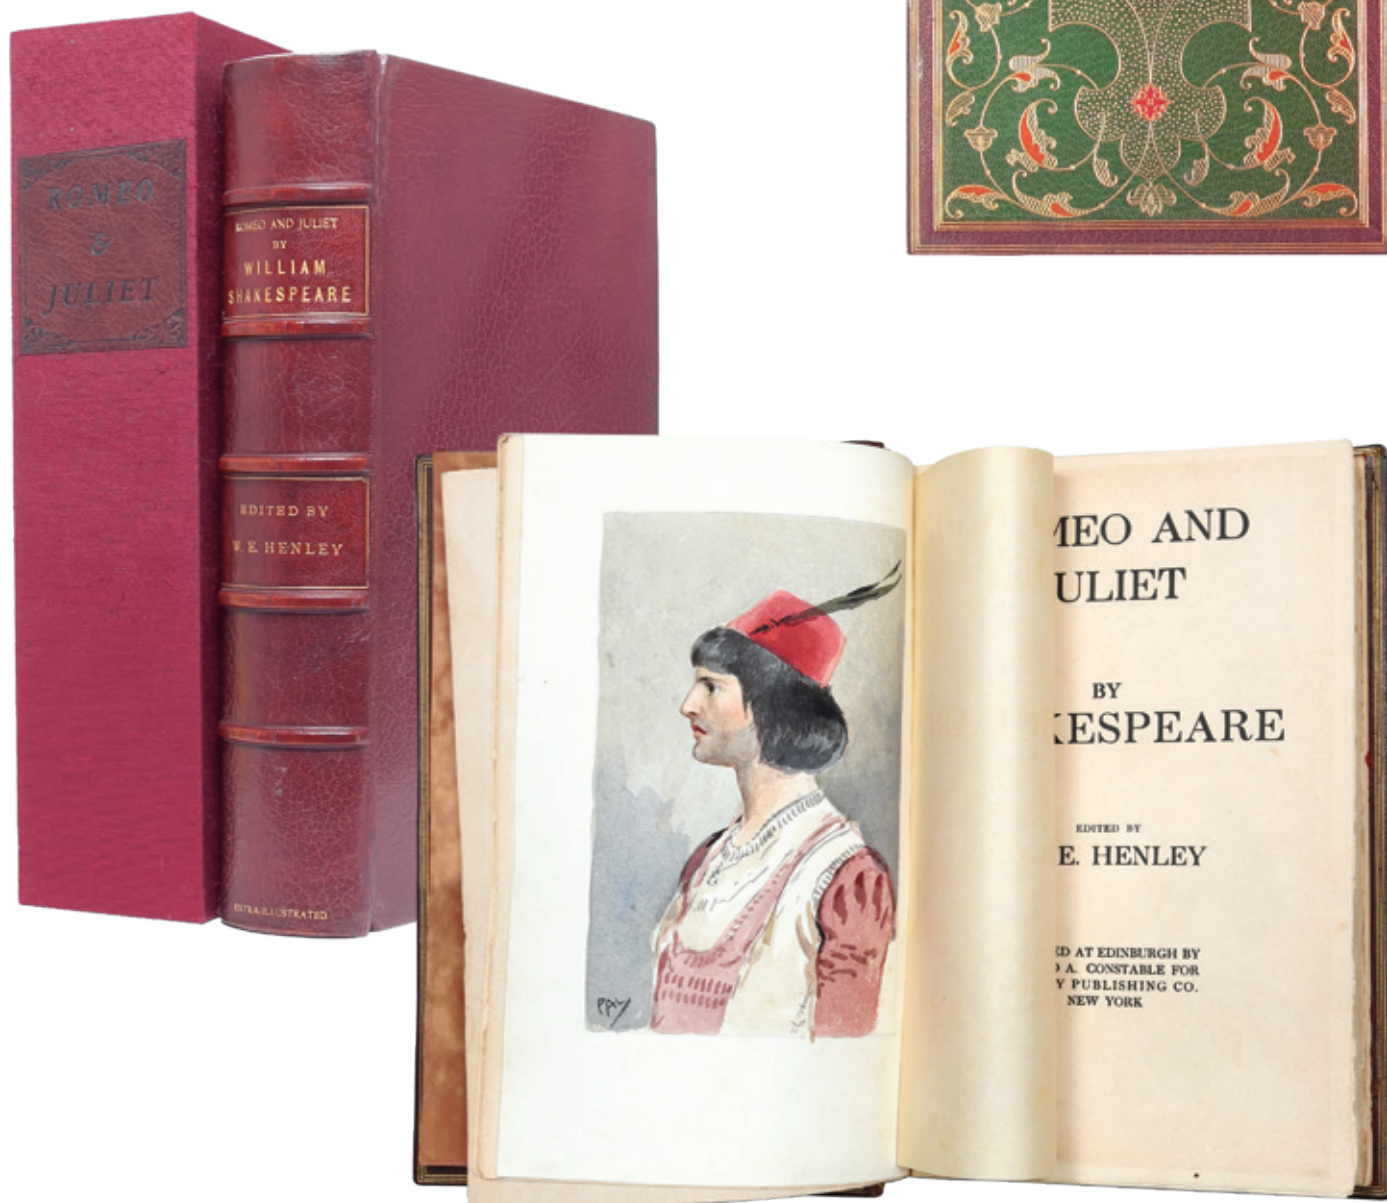 ROMEO
&
JULIET
ROMEO AND JULIET
BY
WILLIAM
SHAKESPEARE
EDITED BY
W. E. HENLEY
EXTRA-ILLUSTRATED
MEO AND
ULIET
BY
KESPEARE
EDITED BY
E. HENLEY
ED AT EDINBURGH BY
A. CONSTABLE FOR
Y PUBLISHING CO.
NEW YORK